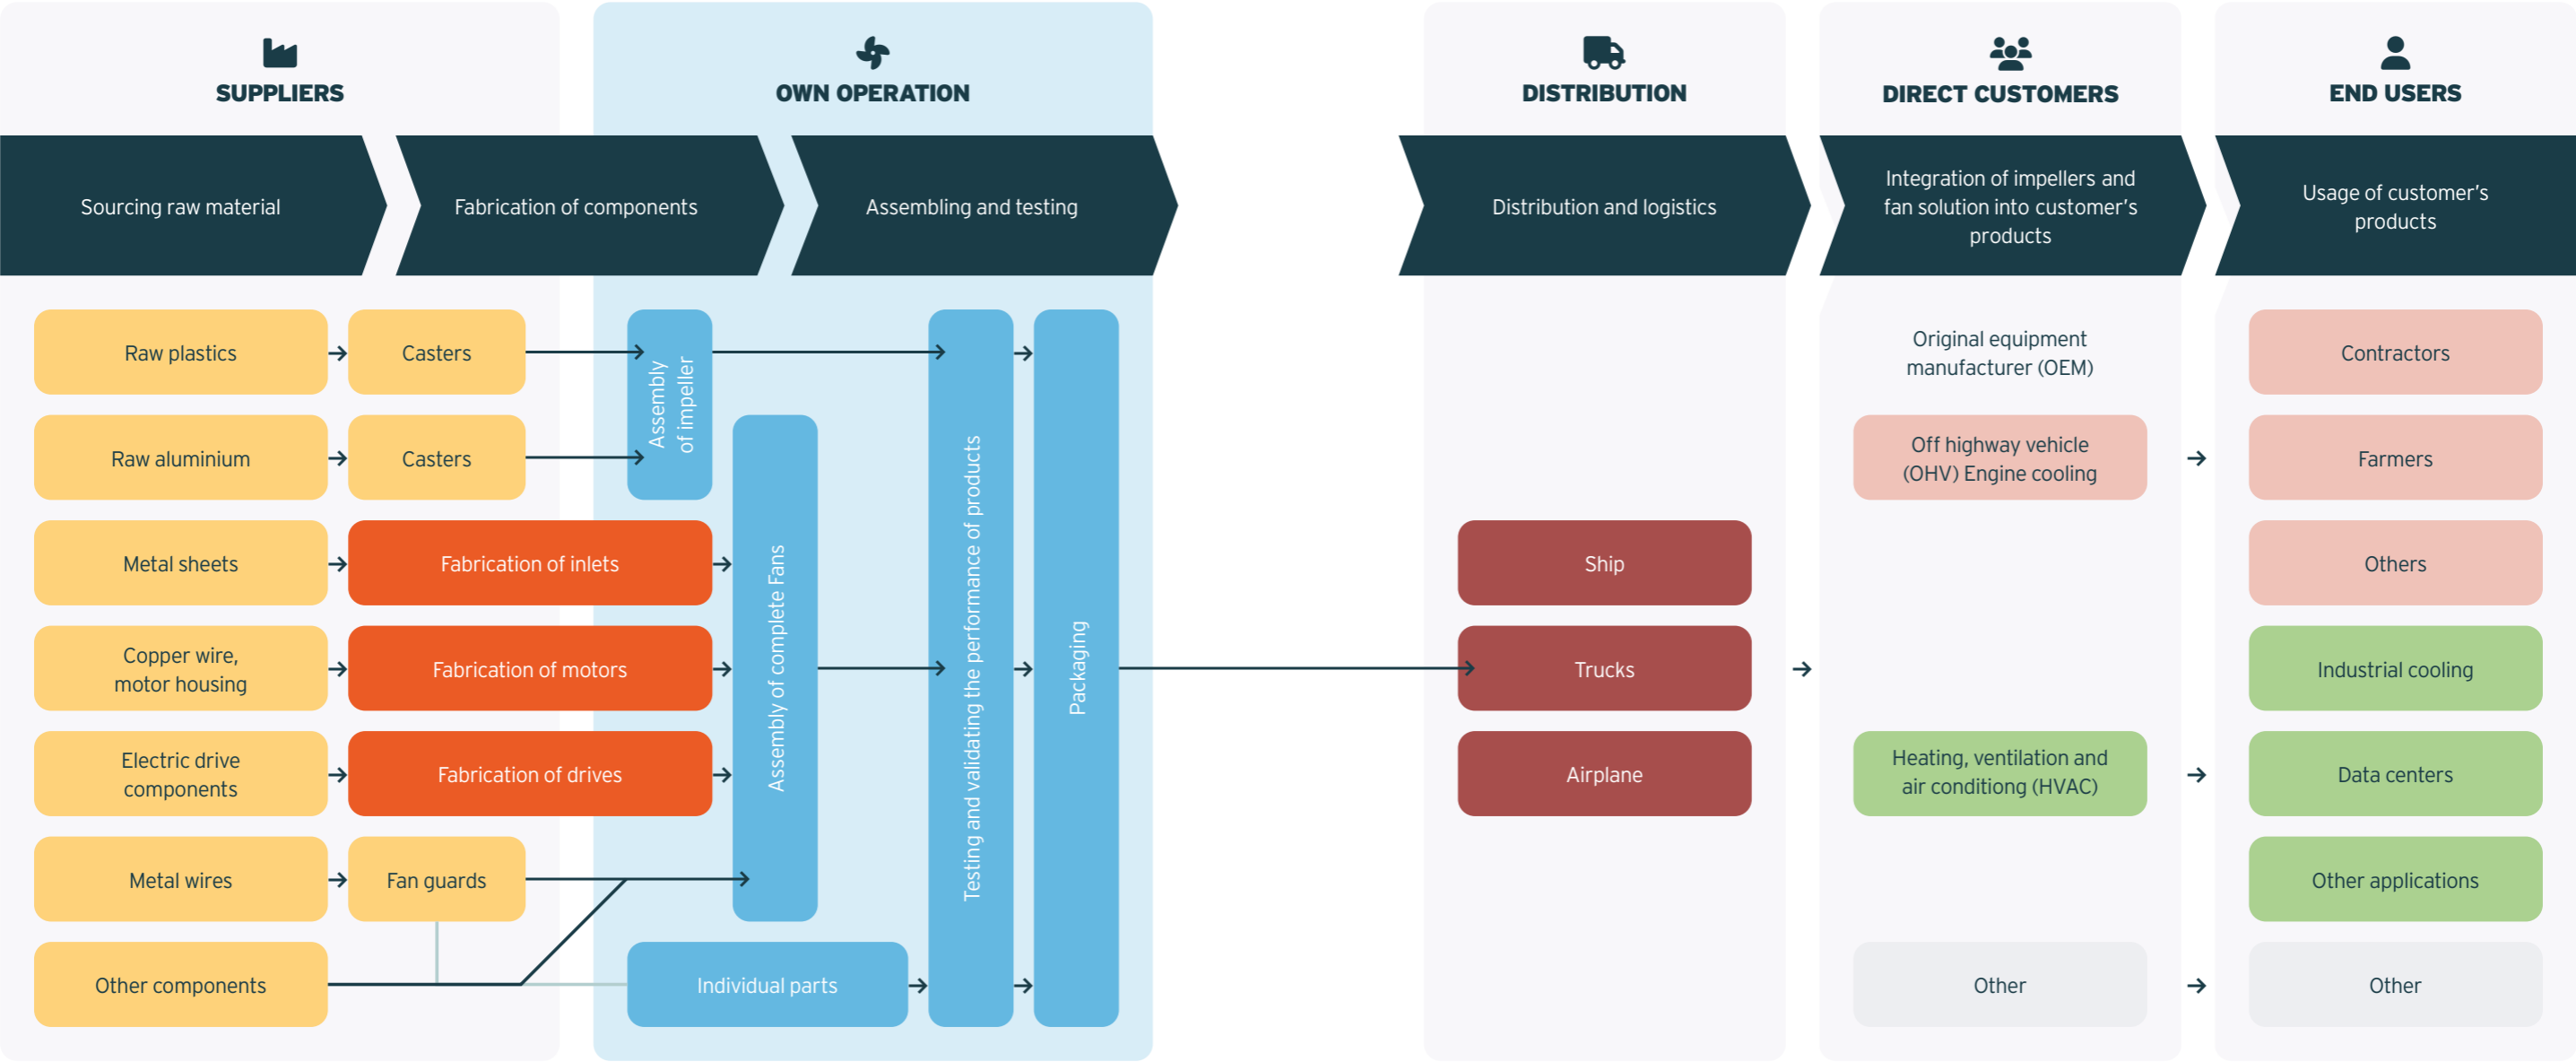 SUPPLIERS
OWN OPERATION
DISTRIBUTION
DIRECT CUSTOMERS
END USERS
Sourcing raw material
Fabrication of components
Assembling and testing
Distribution and logistics
Integration of impellers and
fan solution into customer's
products
Usage of customer's
products
Raw plastics
Casters
Raw aluminium
Casters
Metal sheets
Fabrication of inlets
Copper wire,
motor housing
Fabrication of motors
Electric drive
components
Fabrication of drives
Metal wires
Fan guards
Other components
Assembly
of impeller
Assembly of complete Fans
Individual parts
Testing and validating the performance of products
Packaging
Ship
Trucks
Airplane
Original equipment
manufacturer (OEM)
Off highway vehicle
(OHV) Engine cooling
Heating, ventilation and
air conditiong (HVAC)
Other
Contractors
Farmers
Others
Industrial cooling
Data centers
Other applications
Other